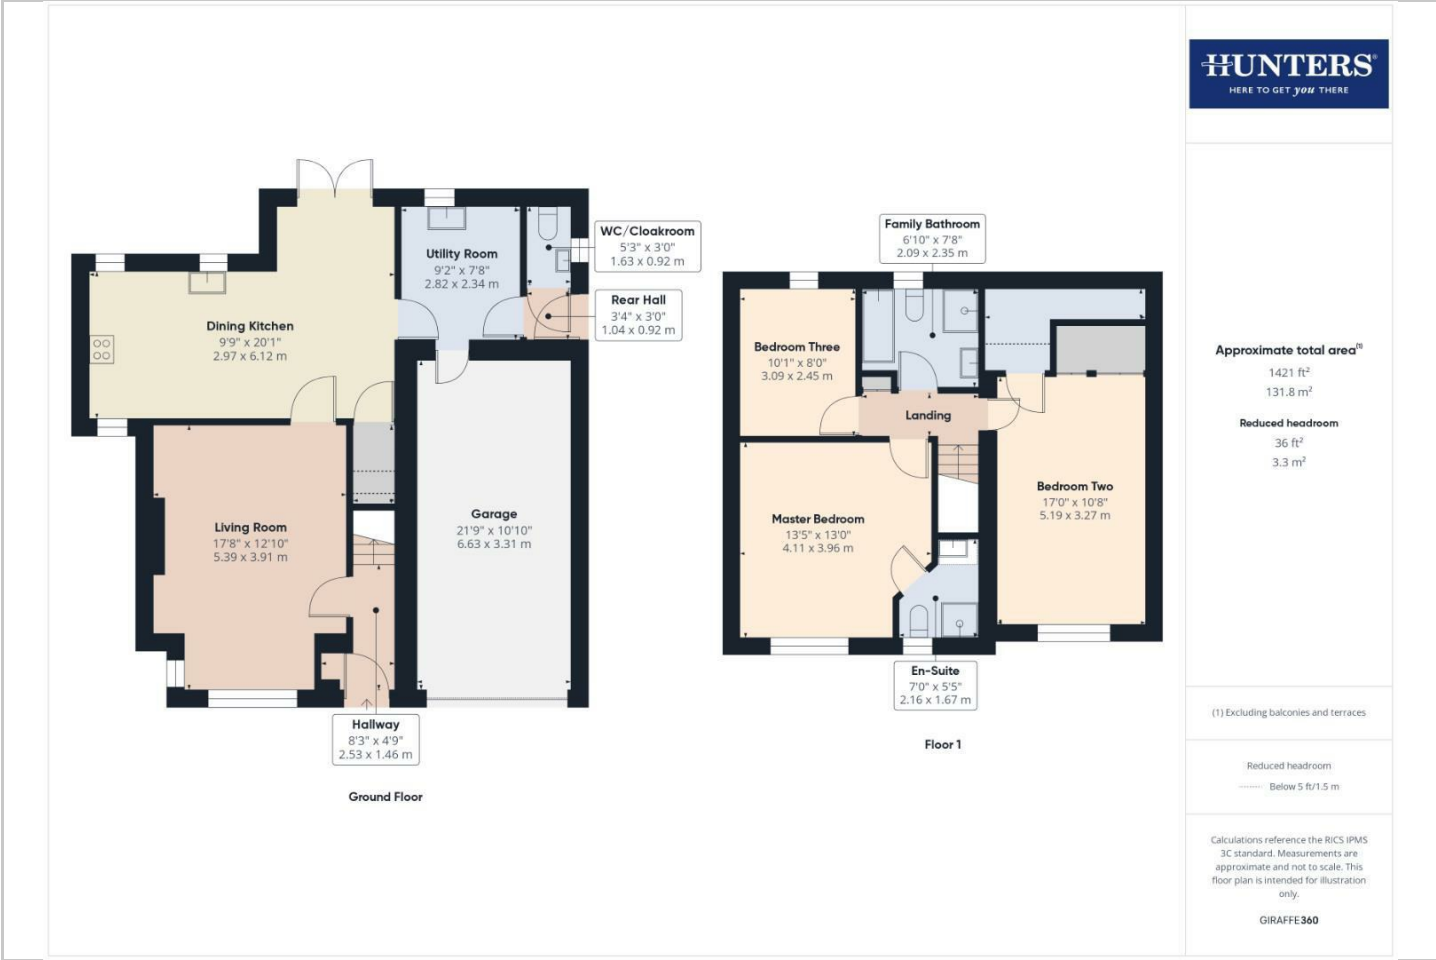 HUNTERS®
HERE TO GET you THERE
WC/Cloakroom
5'3" x 3'0"
1.63 x 0.92 m
Utility Room
9'2" x 7'8"
2.82 x 2.34 m
Rear Hall
3'4" x 3'0"
1.04 x 0.92 m
Dining Kitchen
9'9" x 20'1"
2.97 x 6.12 m
Living Room
17'8" x 12'10"
5.39 x 3.91 m
Garage
21'9" x 10'10"
6.63 x 3.31 m
Hallway
8'3" x 4'9"
2.53 x 1.46 m
Ground Floor
Family Bathroom
6'10" x 7'8"
2.09 x 2.35 m
Bedroom Three
10'1" x 8'0"
3.09 x 2.45 m
Landing
Bedroom Two
17'0" x 10'8"
5.19 x 3.27 m
Master Bedroom
13'5" x 13'0"
4.11 x 3.96 m
En-Suite
7'0" x 5'5"
2.16 x 1.67 m
Floor 1
Approximate total area(1)
1421 ft²
131.8 m²
Reduced headroom
36 ft²
3.3 m²
(1) Excluding balconies and terraces
Reduced headroom
Below 5 ft/1.5 m
Calculations reference the RICS IPMS
3C standard. Measurements are
approximate and not to scale. This
floor plan is intended for illustration
only.
GIRAFFE360